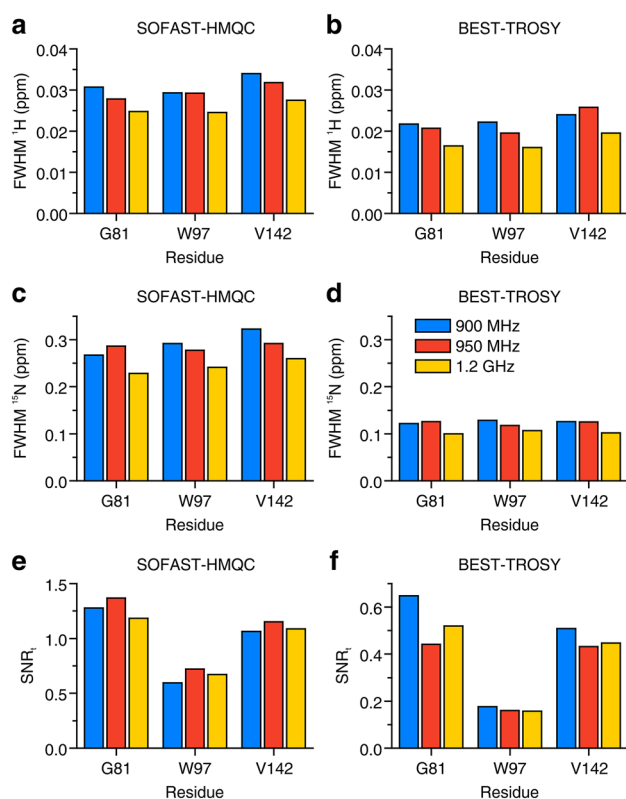 a
SOFAST-HMQC
0.04
0.03
0.02
0.01
0.00
FWHM ¹H (ppm)
G81 W97 V142
Residue
b
BEST-TROSY
0.04
0.03
0.02
0.01
0.00
FWHM ¹H (ppm)
G81 W97 V142
Residue
c
SOFAST-HMQC
0.3
0.2
0.1
0.0
FWHM ¹⁵N (ppm)
G81 W97 V142
Residue
d
BEST-TROSY
900 MHz
950 MHz
1.2 GHz
0.3
0.2
0.1
0.0
FWHM ¹⁵N (ppm)
G81 W97 V142
Residue
e
SOFAST-HMQC
1.5
1.0
0.5
0.0
SNRₜ
G81 W97 V142
Residue
f
BEST-TROSY
0.6
0.4
0.2
0.0
SNRₜ
G81 W97 V142
Residue